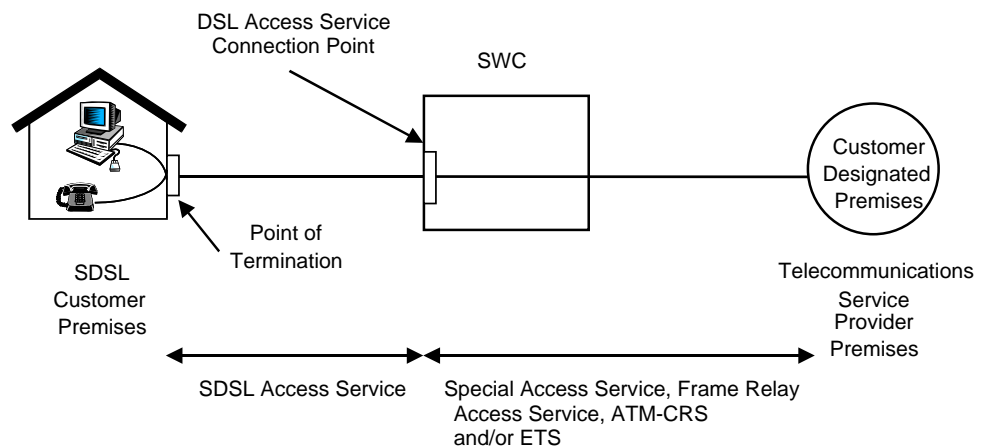 DSL Access Service
Connection Point
SWC
Customer
Designated
Premises
Point of
Termination
SDSL
Customer
Premises
Telecommunications
Service
Provider
Premises
SDSL Access Service
Special Access Service, Frame Relay
Access Service, ATM-CRS
and/or ETS